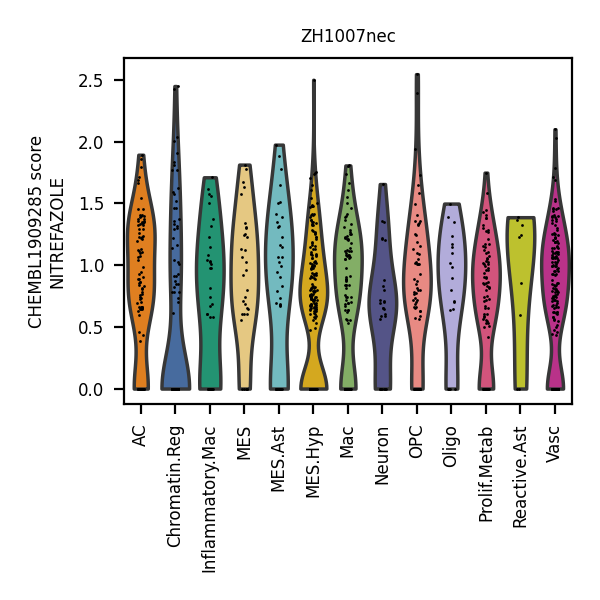 ZH1007nec
CHEMBL1909285 score
NITREFAZOLE
2.5
2.0
1.5
1.0
0.5
0.0
AC
Chromatin.Reg
Inflammatory.Mac
MES
MES.Ast
MES.Hyp
Mac
Neuron
OPC
Oligo
Prolif.Metab
Reactive.Ast
Vasc